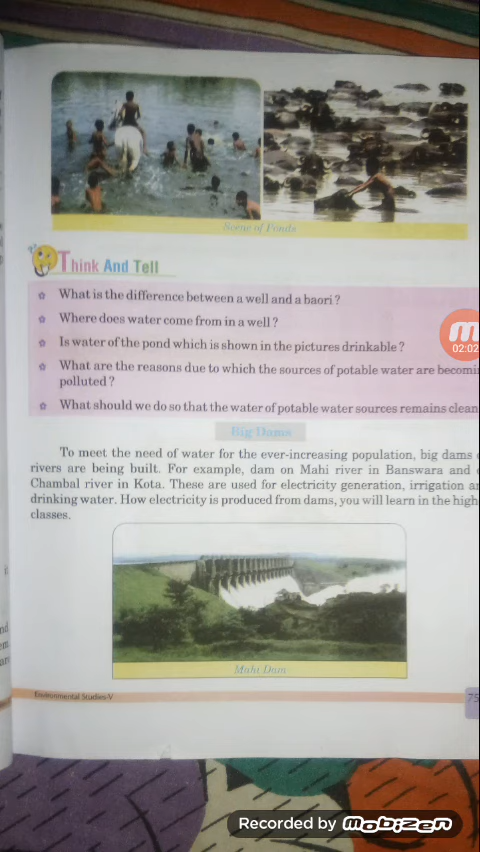 Scene of Ponds
Think And Tell
What is the difference between a well and a baori ?
Where does water come from in a well ?
Is water of the pond which is shown in the pictures drinkable ?
What are the reasons due to which the sources of potable water are becomi
polluted ?
What should we do so that the water of potable water sources remains clean
02:02
Big Dams
To meet the need of water for the ever-increasing population, big dams
rivers are being built. For example, dam on Mahi river in Banswara and
Chambal river in Kota. These are used for electricity generation, irrigation a
drinking water. How electricity is produced from dams, you will learn in the high
classes.
Mahi Dam
Environmental Studies-V
75
Recorded by mobizen